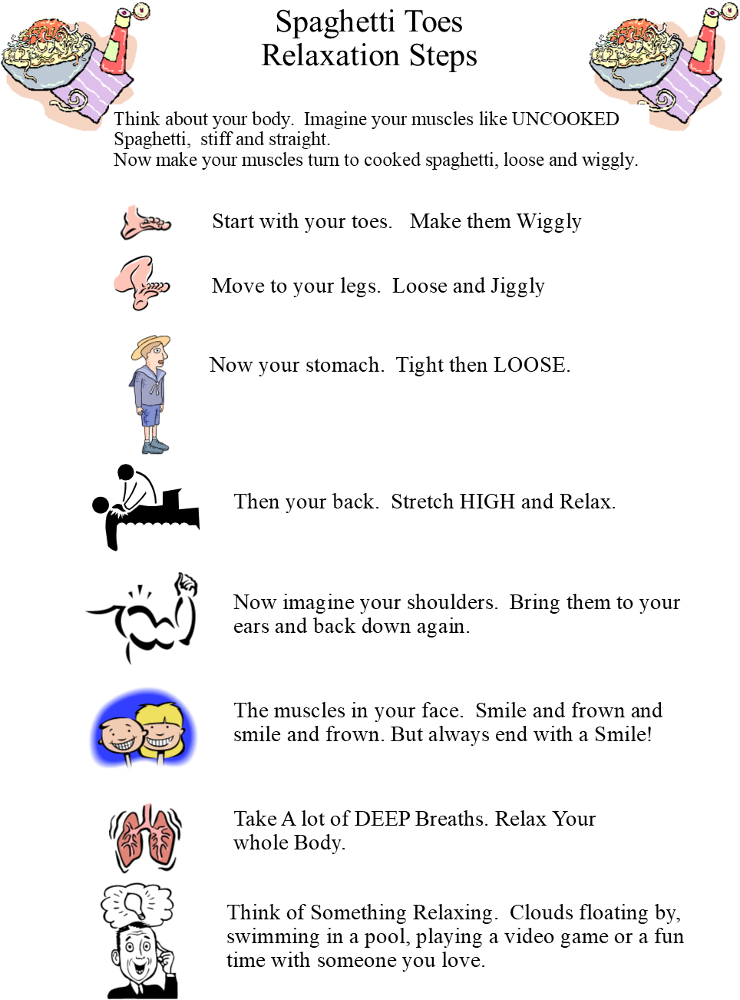 Spaghetti Toes
Relaxation Steps
Think about your body.  Imagine your muscles like UNCOOKED
Spaghetti,  stiff and straight.
Now make your muscles turn to cooked spaghetti, loose and wiggly.
Start with your toes.   Make them Wiggly
Move to your legs.  Loose and Jiggly
Now your stomach.  Tight then LOOSE.
Then your back.  Stretch HIGH and Relax.
Now imagine your shoulders.  Bring them to your
ears and back down again.
The muscles in your face.  Smile and frown and
smile and frown. But always end with a Smile!
Take A lot of DEEP Breaths. Relax Your
whole Body.
Think of Something Relaxing.  Clouds floating by,
swimming in a pool, playing a video game or a fun
time with someone you love.